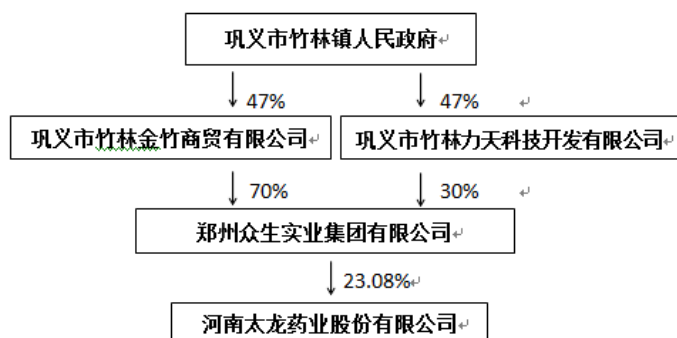 巩义市竹林镇人民政府
47% 47%
巩义市竹林金竹商贸有限公司 巩义市竹林力天科技开发有限公司
70% 30%
郑州众生实业集团有限公司
23.08%
河南太龙药业股份有限公司